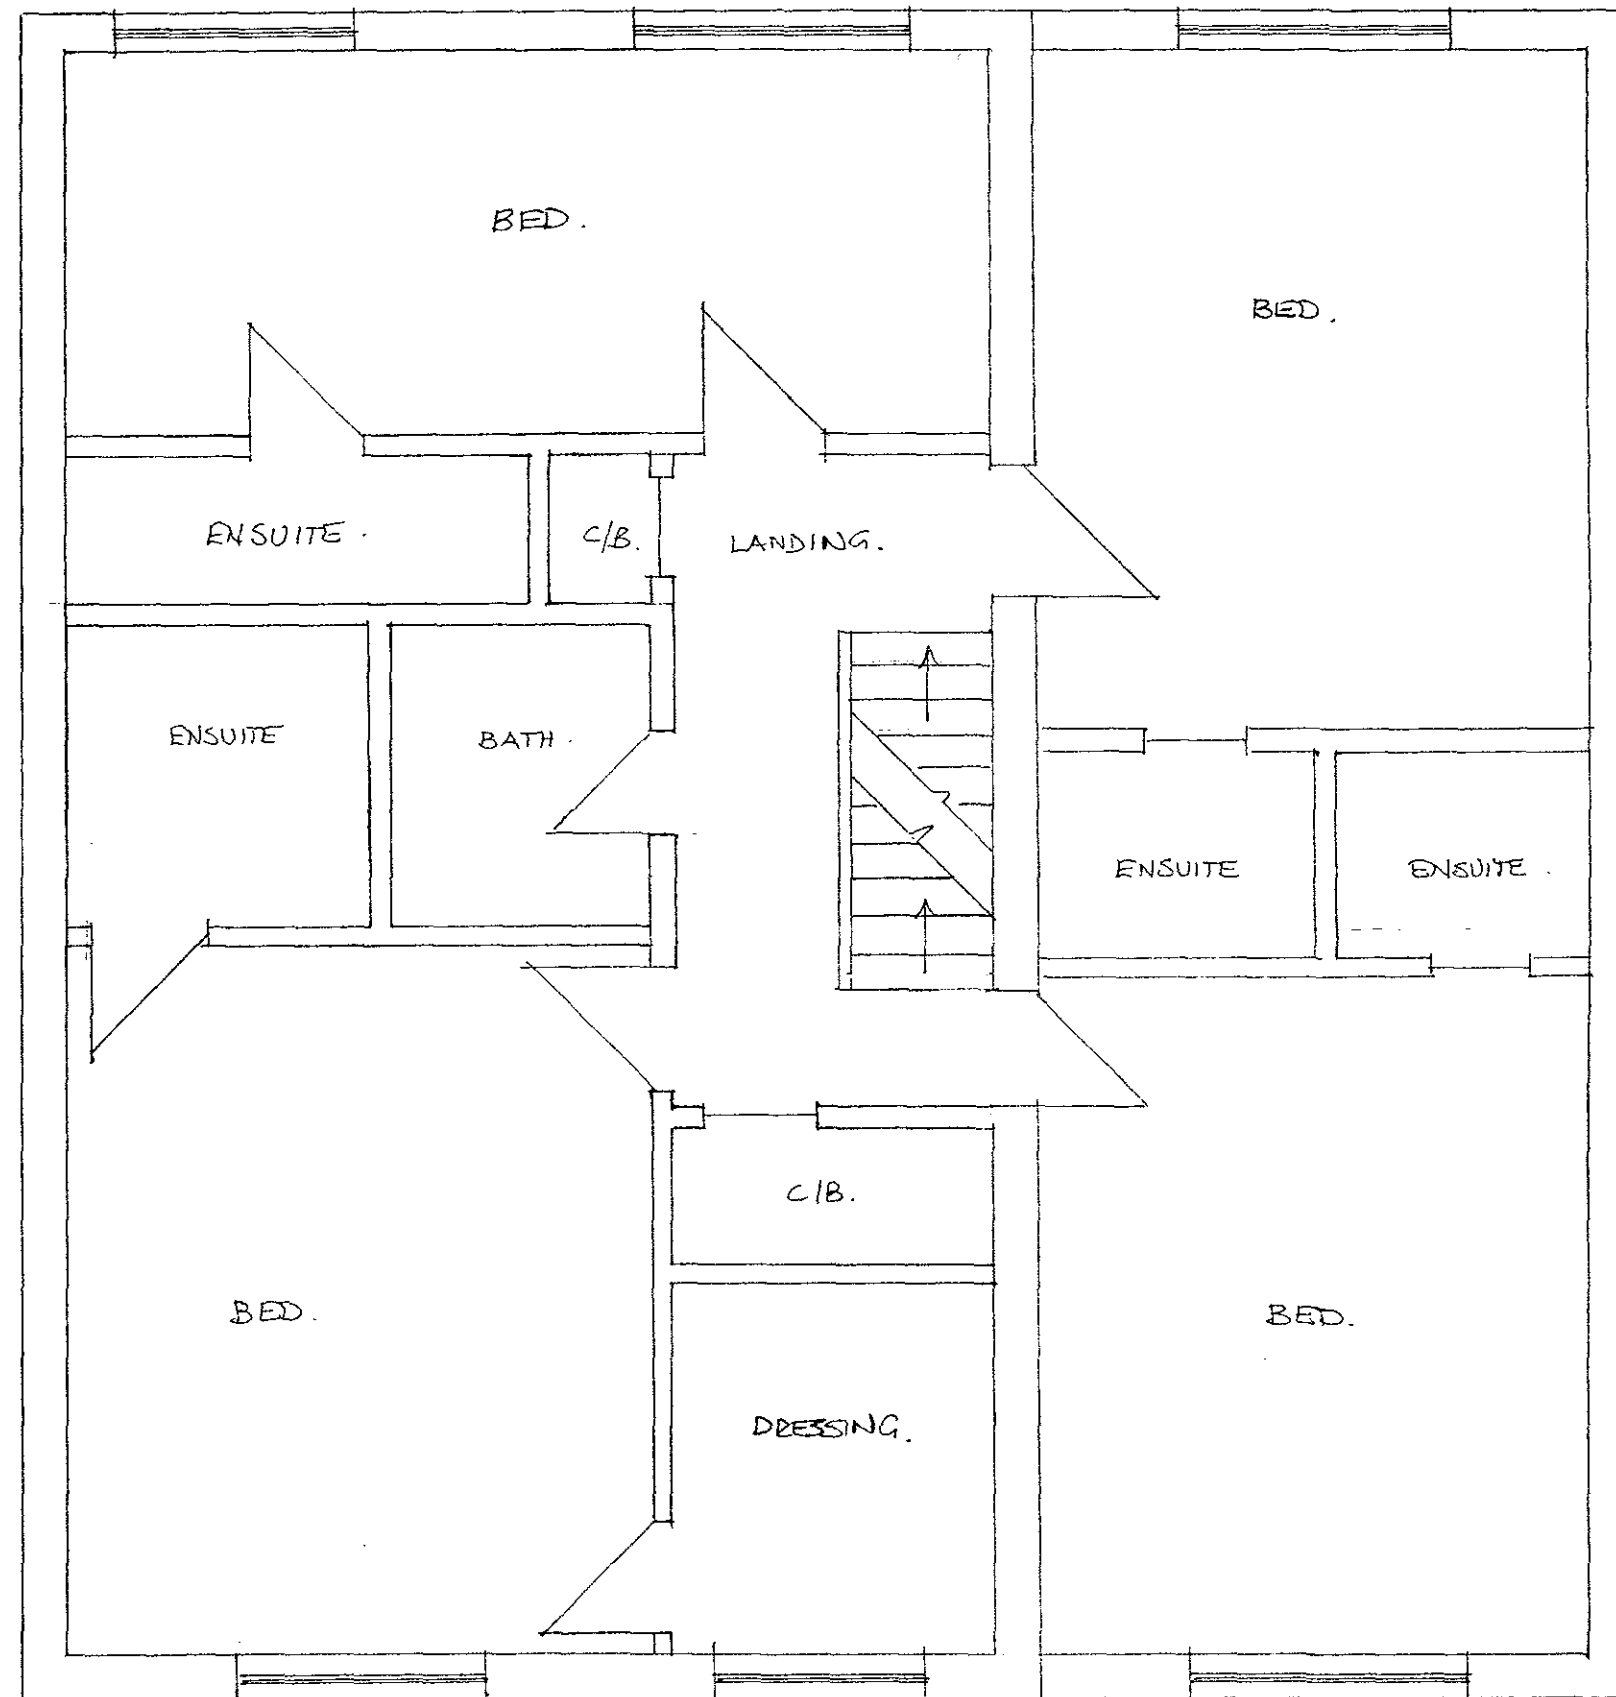 BED.
BED.
ENSUITE.
C/B.
LANDING.
ENSUITE
BATH.
ENSUITE
ENSUITE.
C/B.
BED.
BED.
DRESSING.